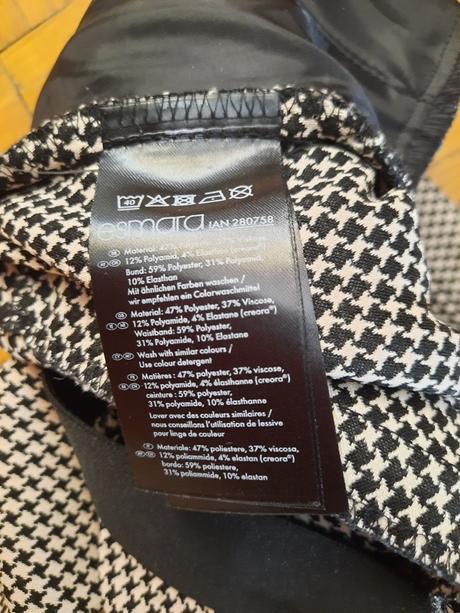 40
esmara IAN 280758
Material: 47% P
12% Polyamid, 4% Elastan (creora®)
Bund: 59% Polyester, 31% Polyamid,
10% Elasthan
Mit ähnlichen Farben waschen /
wir empfehlen ein Colorwaschmittel
Material: 47% Polyester, 37% Viscose,
12% Polyamide, 4% Elastane (creora®)
Waistband: 59% Polyester,
31% Polyamide, 10% Elastane
Wash with similar colours /
Use colour detergent
Matières : 47% polyester, 37% viscose,
12% polyamide, 4% élasthanne (creora®)
ceinture : 59% polyester,
31% polyamide, 10% élasthanne
Laver avec des couleurs similaires /
nous conseillons l'utilisation de lessive
pour linge de couleur
Materiale: 47% poliestere, 37% viscosa,
12% poliammide, 4% elastan (creora®)
bordo: 59% poliestere,
31% poliammide, 10% elastan